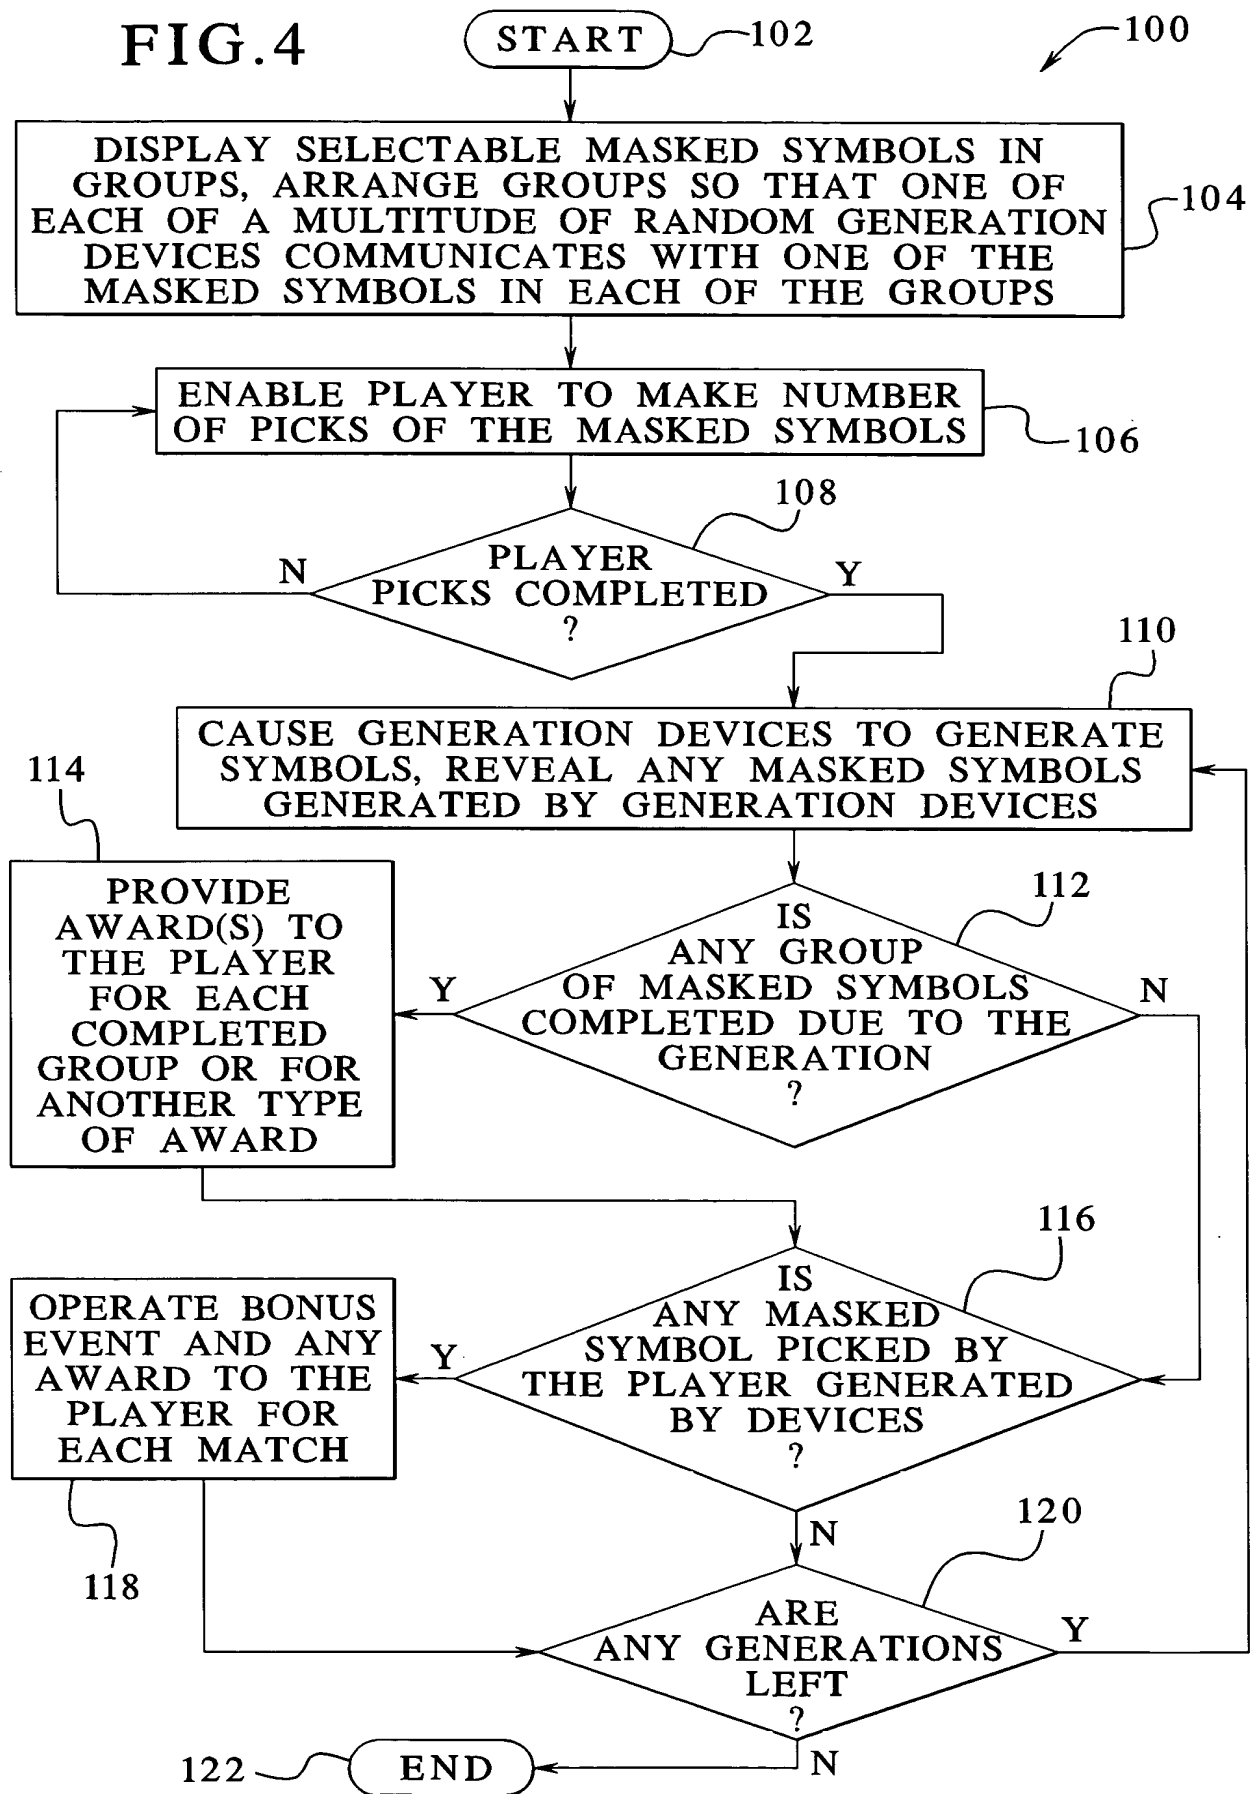 FIG.4
START
102
100
DISPLAY SELECTABLE MASKED SYMBOLS IN
GROUPS, ARRANGE GROUPS SO THAT ONE OF
EACH OF A MULTITUDE OF RANDOM GENERATION
DEVICES COMMUNICATES WITH ONE OF THE
MASKED SYMBOLS IN EACH OF THE GROUPS
104
ENABLE PLAYER TO MAKE NUMBER
OF PICKS OF THE MASKED SYMBOLS
106
108
PLAYER
PICKS COMPLETED
?
N
Y
110
CAUSE GENERATION DEVICES TO GENERATE
SYMBOLS, REVEAL ANY MASKED SYMBOLS
GENERATED BY GENERATION DEVICES
114
PROVIDE
AWARD(S) TO
THE PLAYER
FOR EACH
COMPLETED
GROUP OR FOR
ANOTHER TYPE
OF AWARD
112
IS
ANY GROUP
OF MASKED SYMBOLS
COMPLETED DUE TO THE
GENERATION
?
Y
N
116
IS
ANY MASKED
SYMBOL PICKED BY
THE PLAYER GENERATED
BY DEVICES
?
Y
N
OPERATE BONUS
EVENT AND ANY
AWARD TO THE
PLAYER FOR
EACH MATCH
118
120
ARE
ANY GENERATIONS
LEFT
?
Y
N
122
END